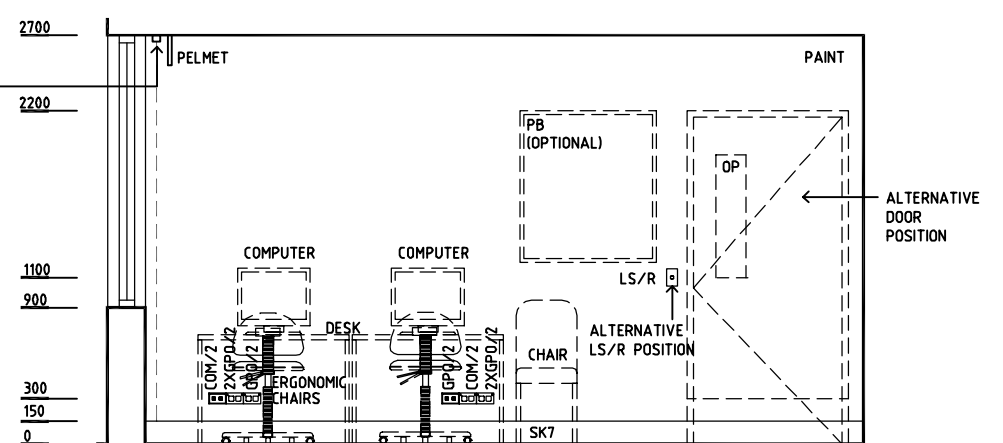 2700
PELMET
PAINT
2200
PB
(OPTIONAL)
OP
ALTERNATIVE
DOOR
POSITION
COMPUTER
COMPUTER
1100
LS/R
900
DESK
ALTERNATIVE
LS/R POSITION
COM/2
2XGPO/2
GPO/2
GPO/2
COM/2
2XGPO/2
CHAIR
ERGONOMIC
CHAIRS
300
150
SK7
0